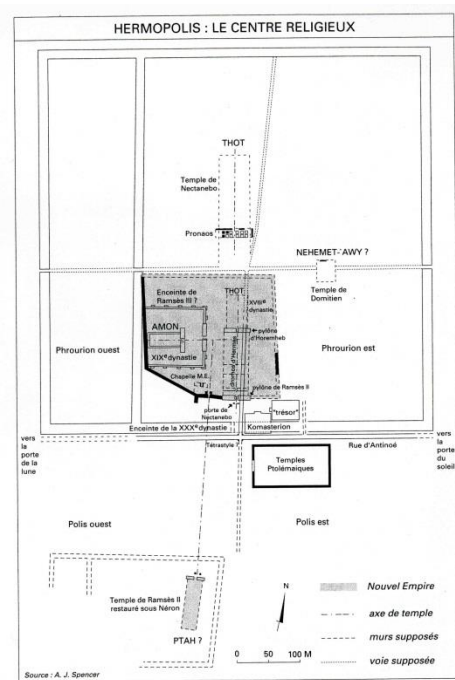 HERMOPOLIS : LE CENTRE RELIGIEUX
THOT
Temple de
Nectanebo
Pronaos
NEHEMET-'AWY ?
Temple de
Domitien
Enceinte de
Ramsès III ?
THOT
XVIIIe
dynastie
AMON
pylône
d'Horemheb
XIXe dynastie
dromos d'Hermès
Chapelle M.E.
pylône de Ramsès II
porte de
Nectanebo
"trésor"
Komasterion
Phrourion ouest
Phrourion est
Enceinte de la XXXe dynastie
Tétrastyle ?
Rue d'Antinoé
vers
la
porte
de la
lune
vers
la
porte
du
soleil
Temples
Ptolémaïques
Polis ouest
Polis est
Temple de Ramsès II
restauré sous Néron
PTAH ?
N
0 50 100 M
Nouvel Empire
axe de temple
murs supposés
voie supposée
Source : A. J. Spencer